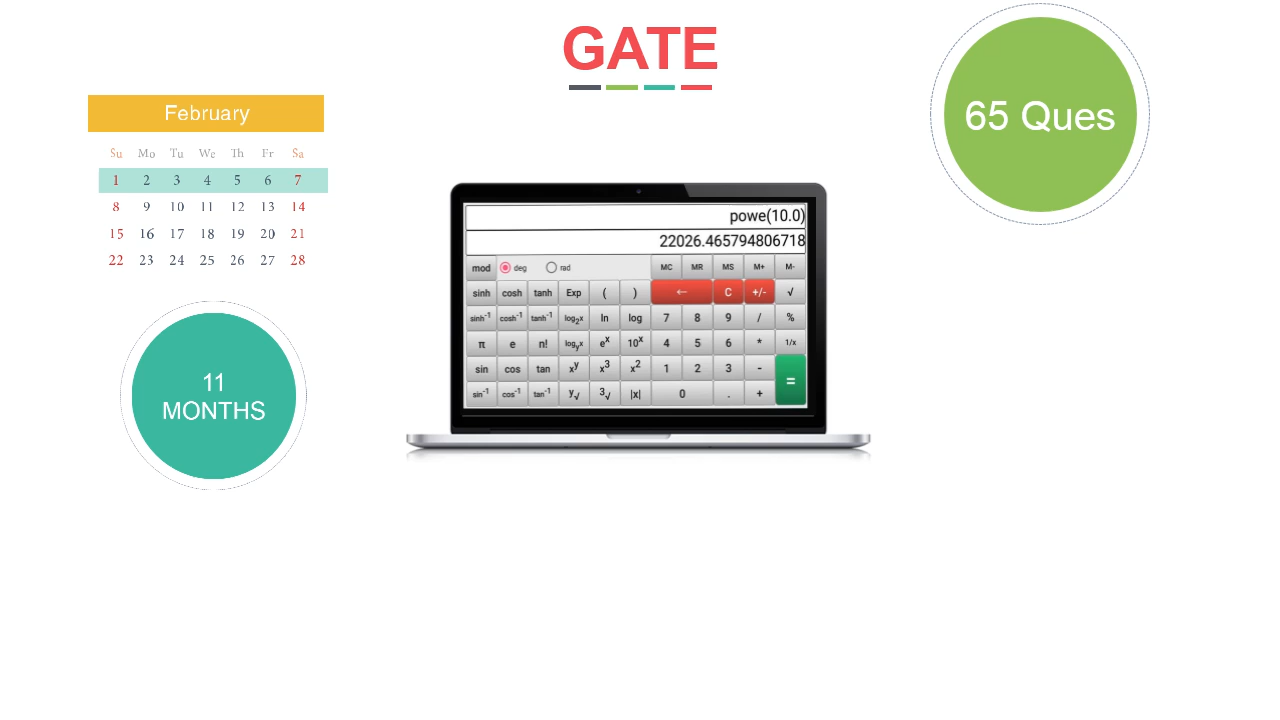 GATE
65 Ques
February
Su Mo Tu We Th Fr Sa
1 2 3 4 5 6 7
8 9 10 11 12 13 14
15 16 17 18 19 20 21
22 23 24 25 26 27 28
11
MONTHS
powe(10.0)
22026.465794806718
mod deg rad MC MR MS M+ M-
sinh cosh tanh Exp ( ) ← C +/- √
sinh⁻¹ cosh⁻¹ tanh⁻¹ log₂x ln log 7 8 9 / %
π e n! logᵧx eˣ 10ˣ 4 5 6 * 1/x
sin cos tan xʸ x³ x² 1 2 3 - =
sin⁻¹ cos⁻¹ tan⁻¹ y√ 3√ |x| 0 . +